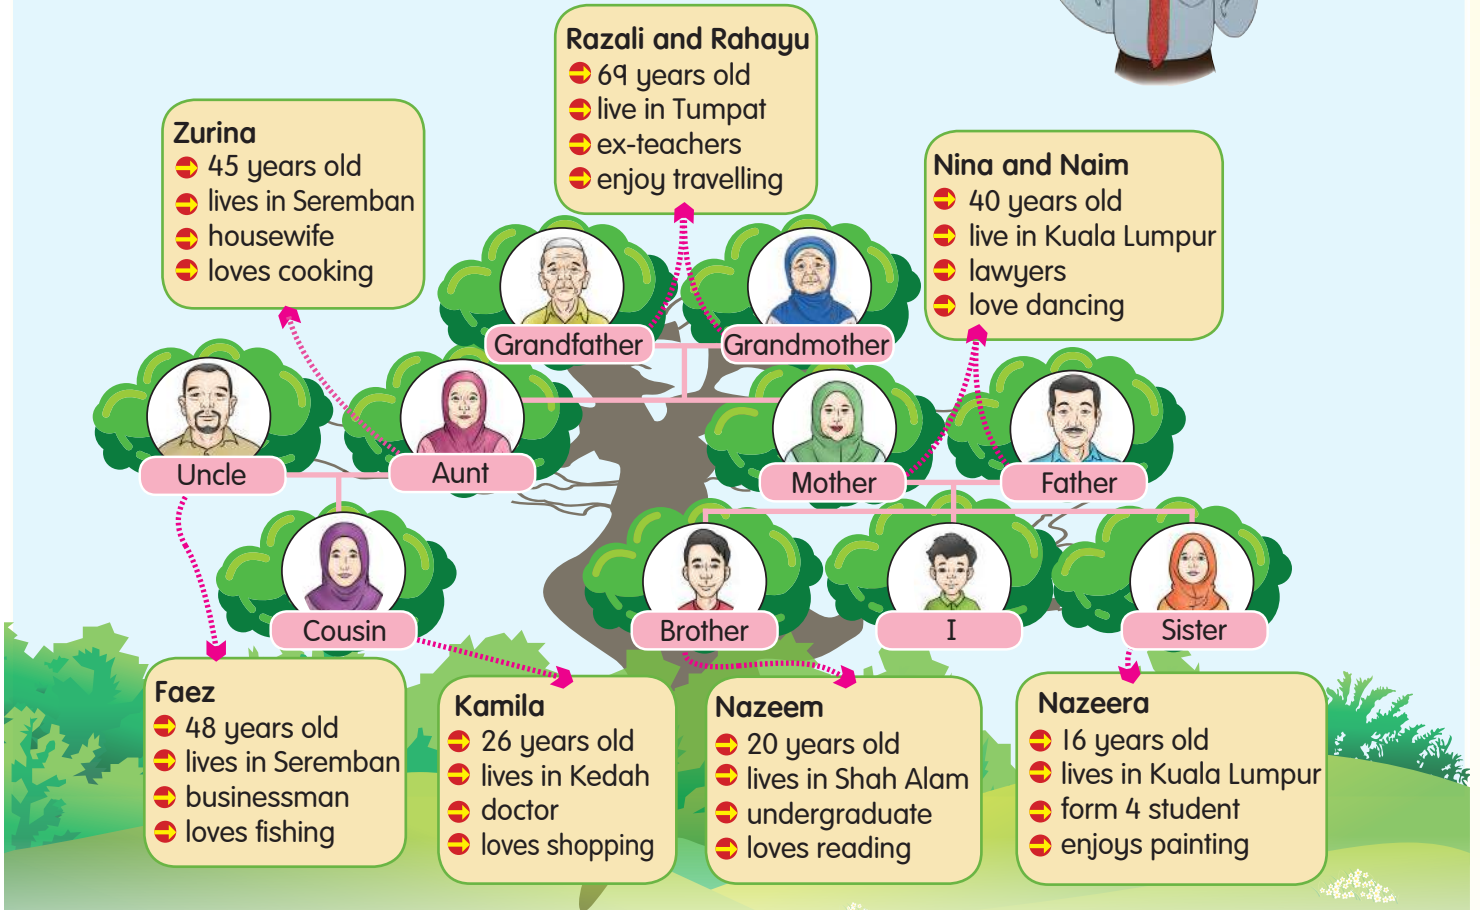 Razali and Rahayu
69 years old
live in Tumpat
ex-teachers
enjoy travelling
Zurina
45 years old
lives in Seremban
housewife
loves cooking
Nina and Naim
40 years old
live in Kuala Lumpur
lawyers
love dancing
Grandfather
Grandmother
Uncle
Aunt
Mother
Father
Cousin
Brother
I
Sister
Faez
48 years old
lives in Seremban
businessman
loves fishing
Kamila
26 years old
lives in Kedah
doctor
loves shopping
Nazeem
20 years old
lives in Shah Alam
undergraduate
loves reading
Nazeera
16 years old
lives in Kuala Lumpur
form 4 student
enjoys painting